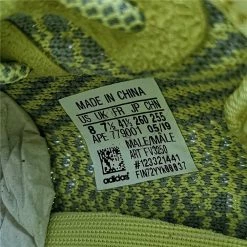 MADE IN CHINA
US UK FR JP CHN
8 7½ 41⅓ 260 255
APE 779001 05/19
MALE/MALE
ART FV3250
#123321441
adidas
FIN72YYK00037